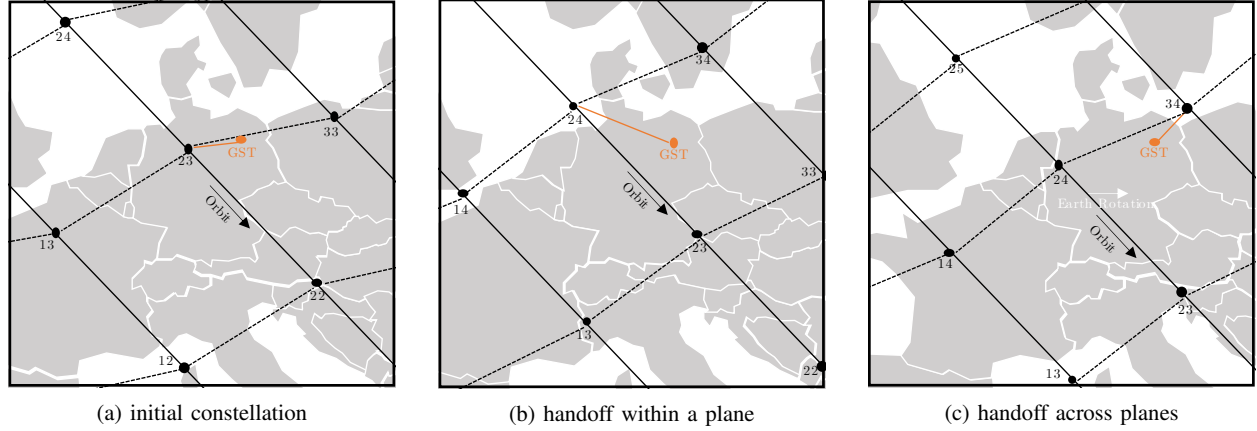 24
33
23
GST
Orbit
13
22
12
(a) initial constellation
34
24
GST
33
Orbit
14
23
13
22
(b) handoff within a plane
25
34
GST
24
Earth Rotation
Orbit
14
23
13
(c) handoff across planes